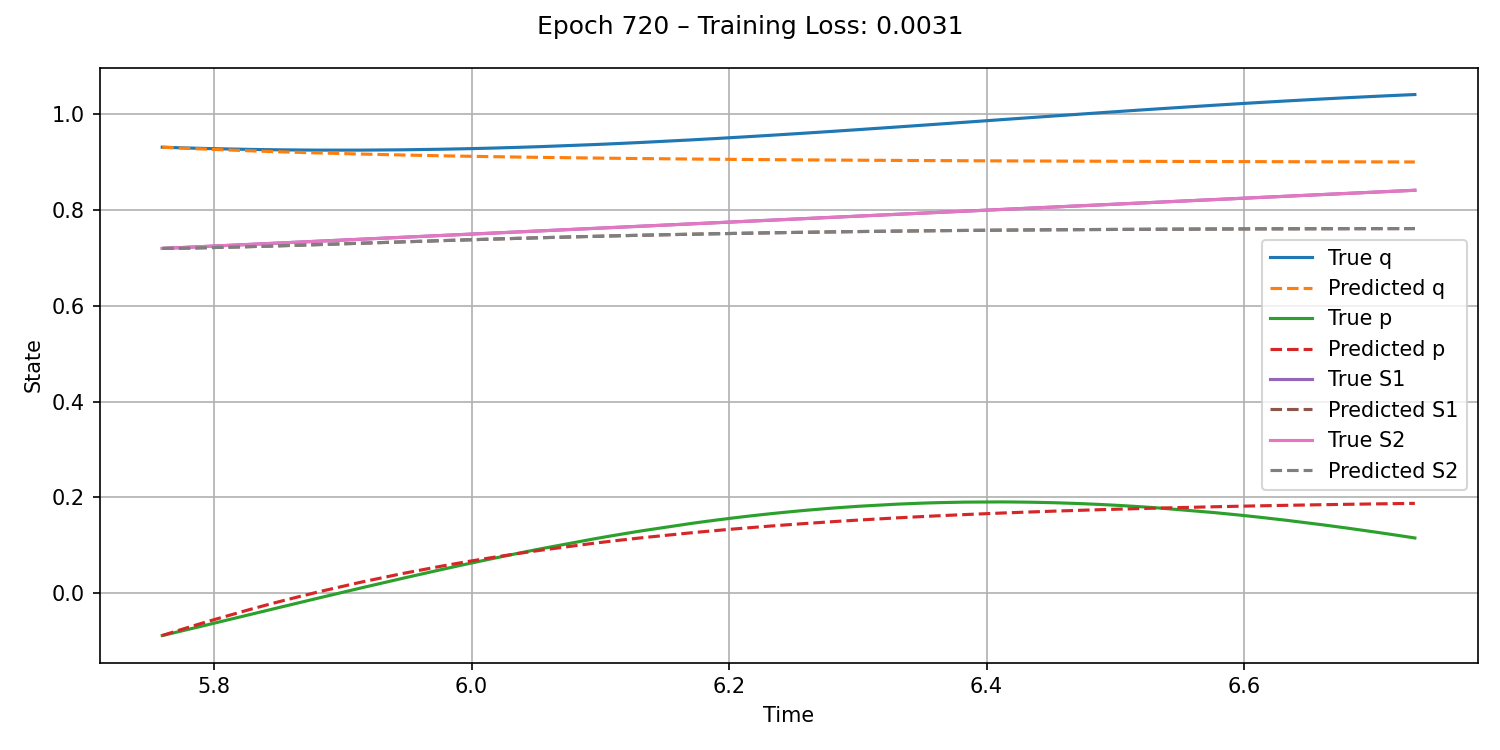 Epoch 720 – Training Loss: 0.0031
1.0
0.8
0.6
0.4
0.2
0.0
State
True q
Predicted q
True p
Predicted p
True S1
Predicted S1
True S2
Predicted S2
5.8
6.0
6.2
6.4
6.6
Time